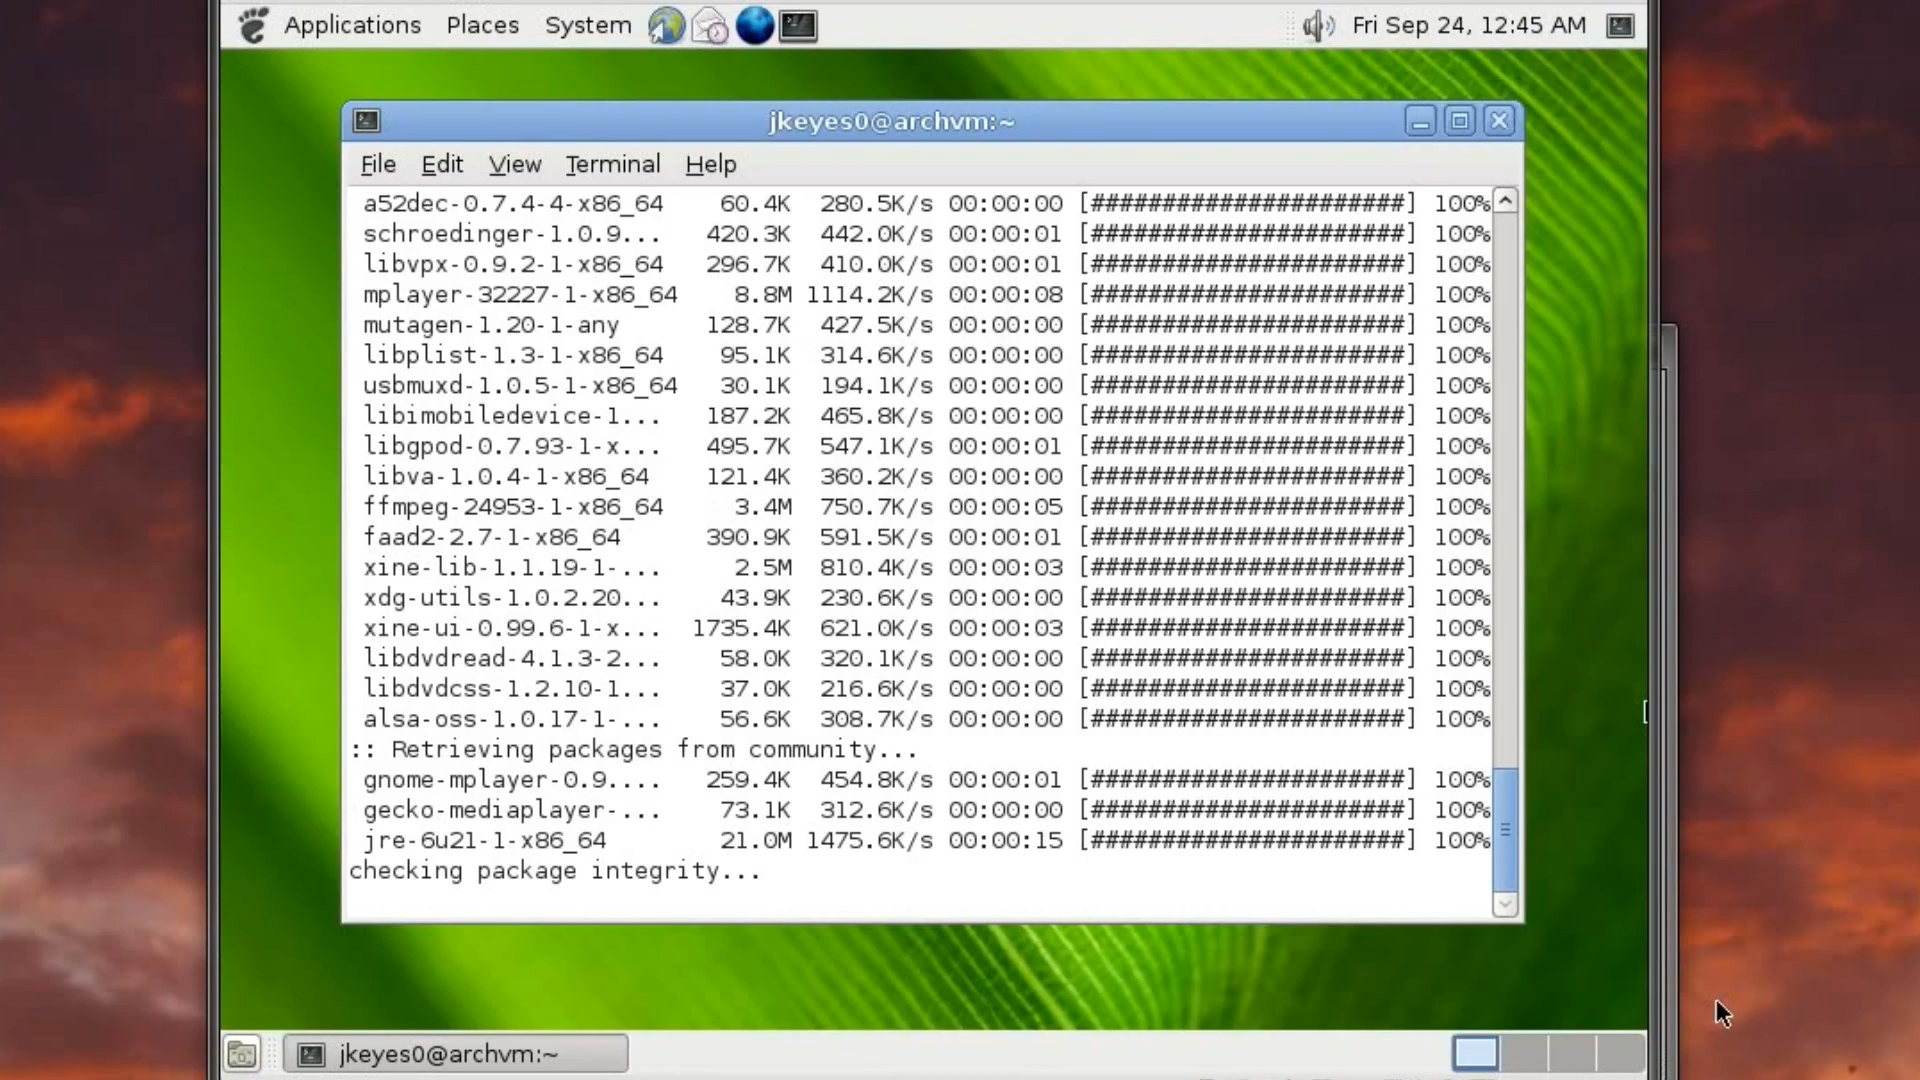 Applications Places System Fri Sep 24, 12:45 AM
jkeyes0@archvm:~
File Edit View Terminal Help
a52dec-0.7.4-4-x86_64 60.4K 280.5K/s 00:00:00 [######################] 100%
schroedinger-1.0.9... 420.3K 442.0K/s 00:00:01 [######################] 100%
libvpx-0.9.2-1-x86_64 296.7K 410.0K/s 00:00:01 [######################] 100%
mplayer-32227-1-x86_64 8.8M 1114.2K/s 00:00:08 [######################] 100%
mutagen-1.20-1-any 128.7K 427.5K/s 00:00:00 [######################] 100%
libplist-1.3-1-x86_64 95.1K 314.6K/s 00:00:00 [######################] 100%
usbmuxd-1.0.5-1-x86_64 30.1K 194.1K/s 00:00:00 [######################] 100%
libimobiledevice-1... 187.2K 465.8K/s 00:00:00 [######################] 100%
libgpod-0.7.93-1-x... 495.7K 547.1K/s 00:00:01 [######################] 100%
libva-1.0.4-1-x86_64 121.4K 360.2K/s 00:00:00 [######################] 100%
ffmpeg-24953-1-x86_64 3.4M 750.7K/s 00:00:05 [######################] 100%
faad2-2.7-1-x86_64 390.9K 591.5K/s 00:00:01 [######################] 100%
xine-lib-1.1.19-1-... 2.5M 810.4K/s 00:00:03 [######################] 100%
xdg-utils-1.0.2.20... 43.9K 230.6K/s 00:00:00 [######################] 100%
xine-ui-0.99.6-1-x... 1735.4K 621.0K/s 00:00:03 [######################] 100%
libdvdread-4.1.3-2... 58.0K 320.1K/s 00:00:00 [######################] 100%
libdvdcss-1.2.10-1... 37.0K 216.6K/s 00:00:00 [######################] 100%
alsa-oss-1.0.17-1-... 56.6K 308.7K/s 00:00:00 [######################] 100%
:: Retrieving packages from community...
gnome-mplayer-0.9.... 259.4K 454.8K/s 00:00:01 [######################] 100%
gecko-mediaplayer-... 73.1K 312.6K/s 00:00:00 [######################] 100%
jre-6u21-1-x86_64 21.0M 1475.6K/s 00:00:15 [######################] 100%
checking package integrity...
jkeyes0@archvm:~